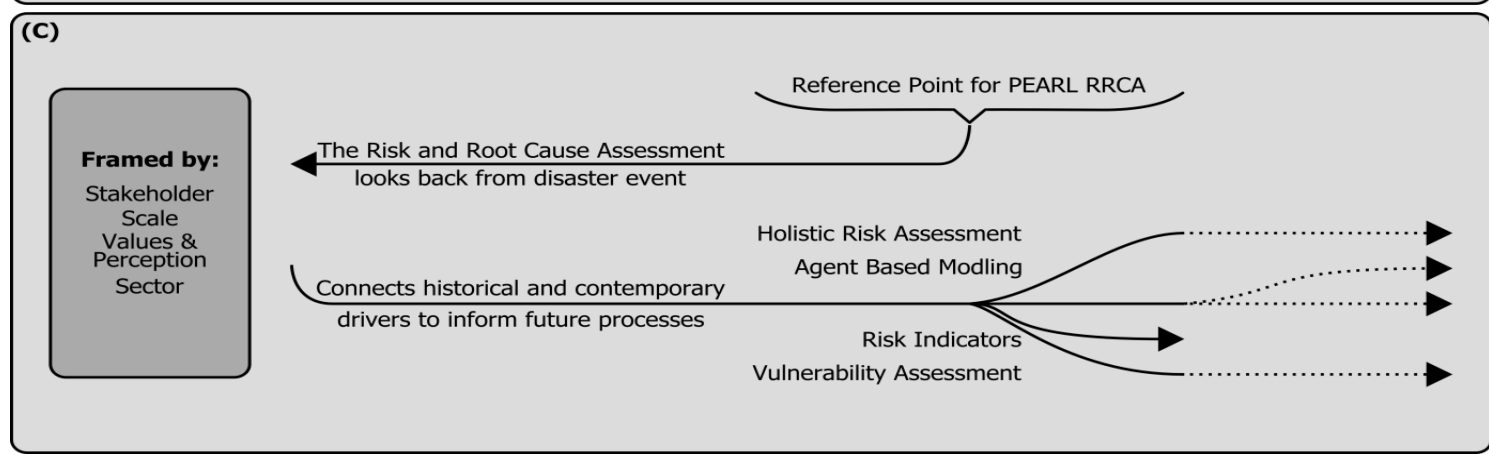 (C)
Reference Point for PEARL RRCA
Framed by:
Stakeholder
Scale
Values &
Perception
Sector
The Risk and Root Cause Assessment
looks back from disaster event
Connects historical and contemporary
drivers to inform future processes
Holistic Risk Assessment
Agent Based Modling
Risk Indicators
Vulnerability Assessment